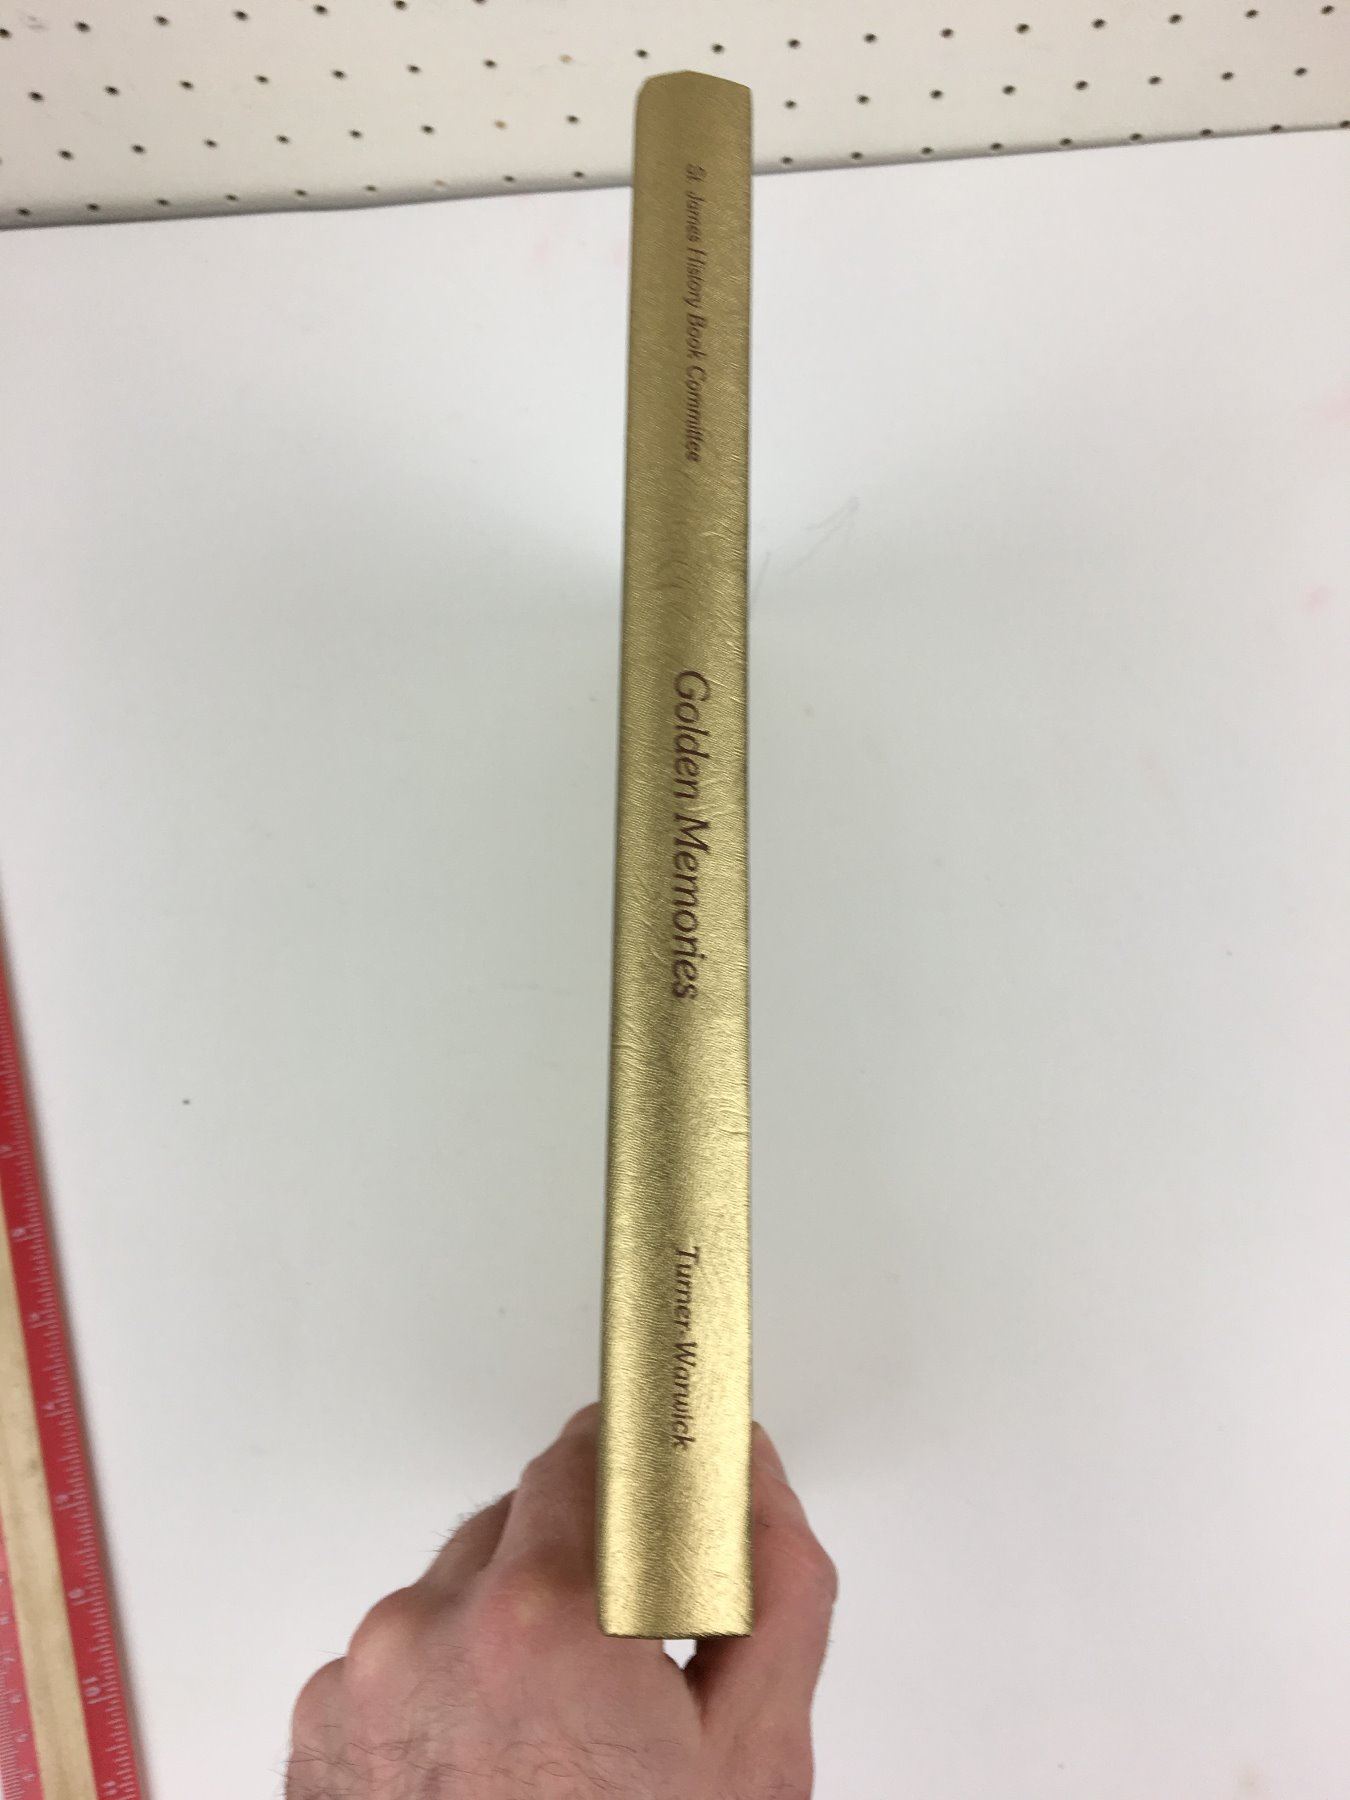 St. James History Book Committee
Golden Memories
Turner-Warwick